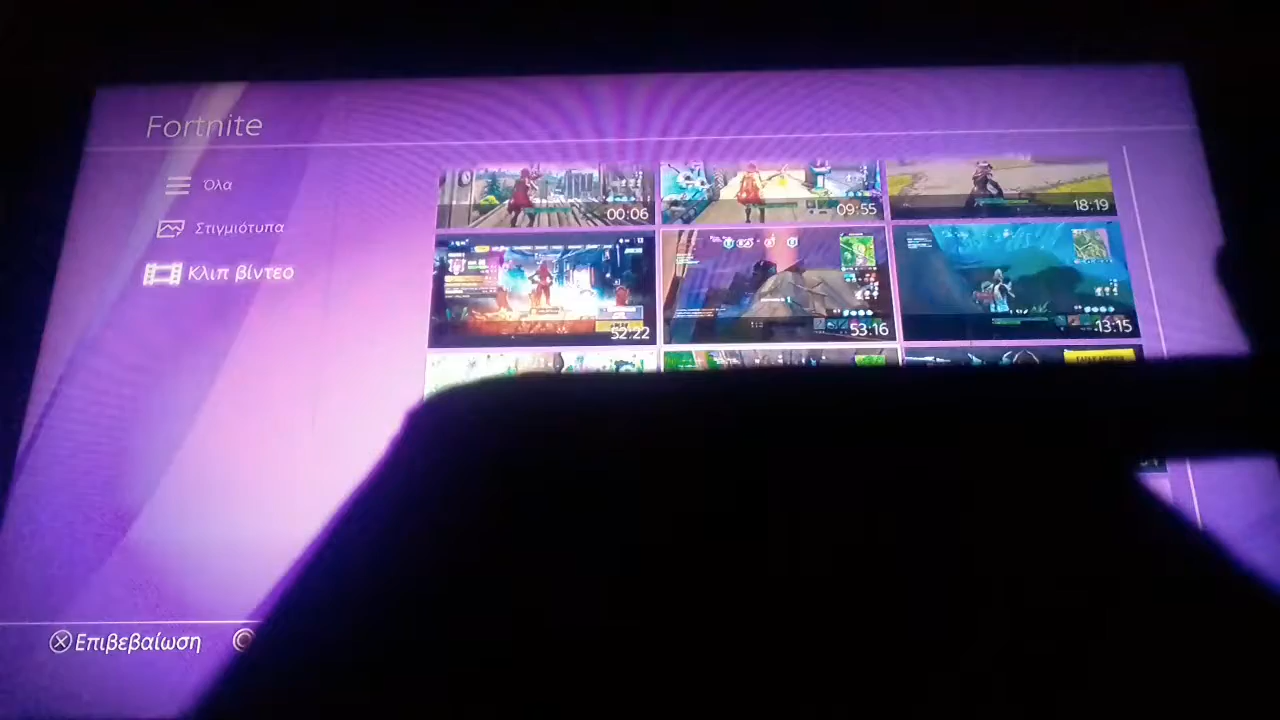 Fortnite
Όλα
Στιγμιότυπα
Κλιπ βίντεο
00:06
09:55
18:19
52:22
53:16
13:15
Επιβεβαίωση